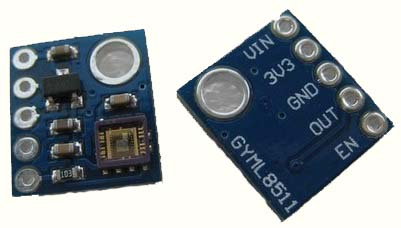 103
VIN
3V3
GND
OUT
EN
GYML8511